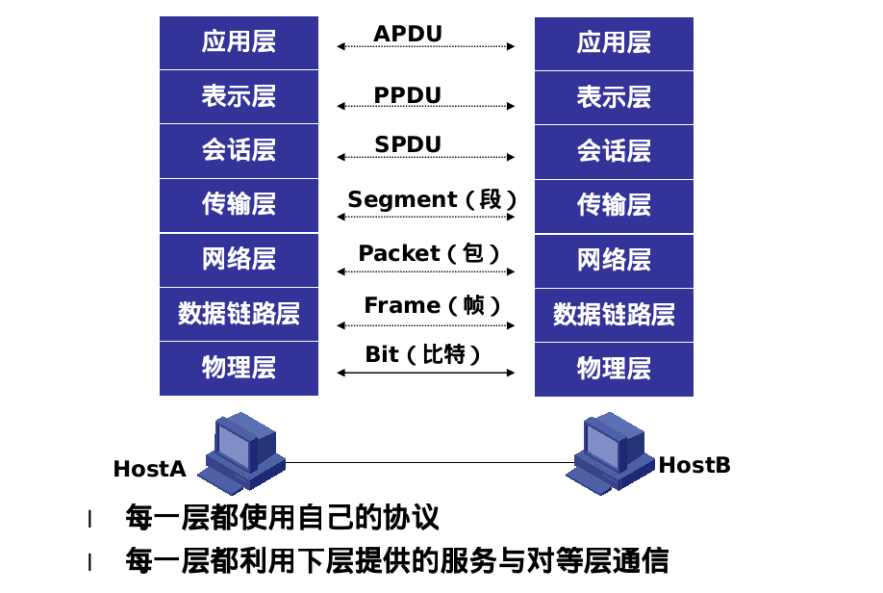 应用层 APDU 应用层
表示层 PPDU 表示层
会话层 SPDU 会话层
传输层 Segment（段） 传输层
网络层 Packet（包） 网络层
数据链路层 Frame（帧） 数据链路层
物理层 Bit（比特） 物理层
HostA HostB
l 每一层都使用自己的协议
l 每一层都利用下层提供的服务与对等层通信